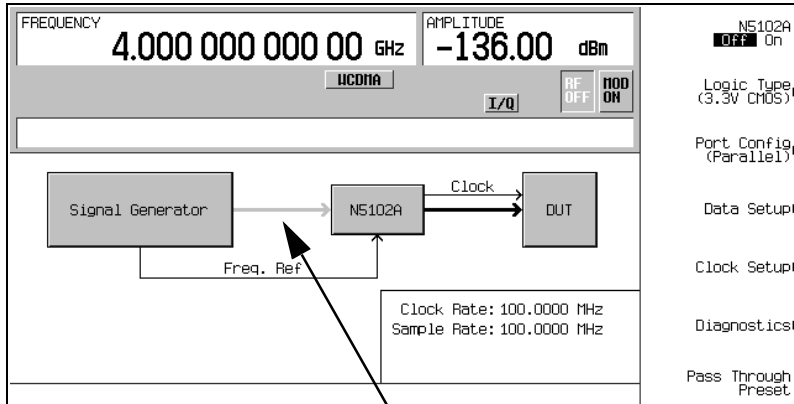 FREQUENCY
4.000 000 000 00 GHz
AMPLITUDE
-136.00 dBm
WCDMA
I/Q
RF OFF
MOD ON
N5102A
Off On
Logic Type
(3.3V CMOS)
Port Config
(Parallel)
Data Setup
Clock Setup
Diagnostics
Pass Through
Preset
Signal Generator
N5102A
Clock
DUT
Freq. Ref
Clock Rate: 100.0000 MHz
Sample Rate: 100.0000 MHz